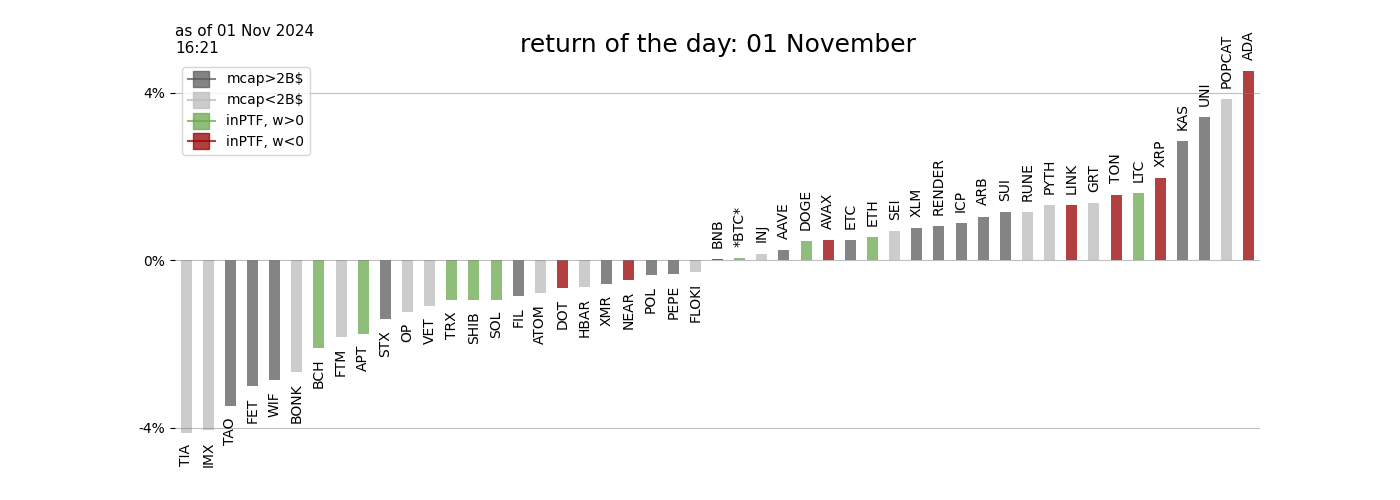 as of 01 Nov 2024
16:21
return of the day: 01 November
mcap>2B$
mcap<2B$
inPTF, w>0
inPTF, w<0
4%
0%
-4%
TIA
IMX
TAO
FET
WIF
BONK
BCH
FTM
APT
STX
OP
VET
TRX
SHIB
SOL
FIL
ATOM
DOT
HBAR
XMR
NEAR
POL
PEPE
FLOKI
BNB
*BTC*
INJ
AAVE
DOGE
AVAX
ETC
ETH
SEI
XLM
RENDER
ICP
ARB
SUI
RUNE
PYTH
LINK
GRT
TON
LTC
XRP
KAS
UNI
POPCAT
ADA